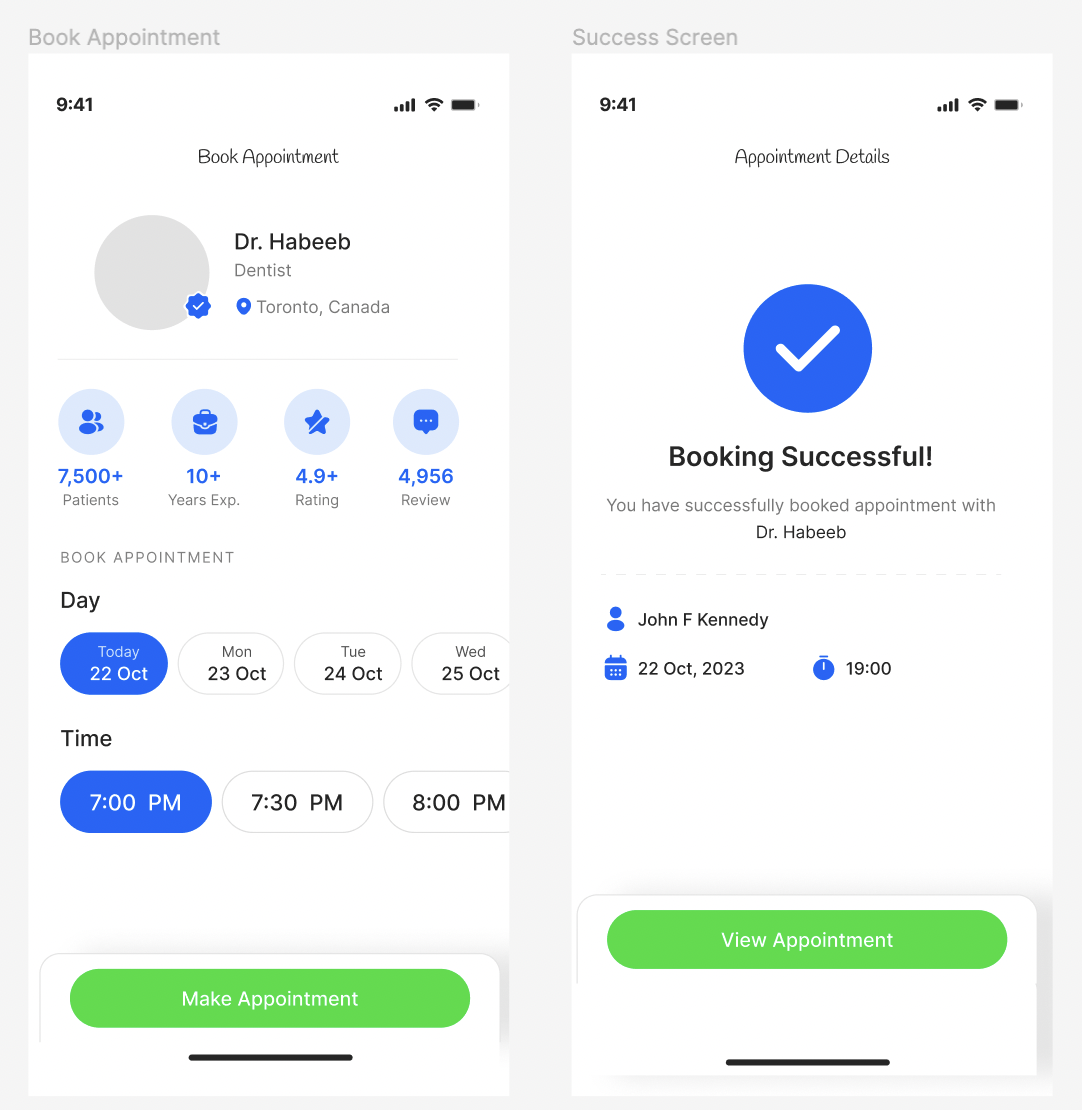 Book Appointment
9:41
Book Appointment
Dr. Habeeb
Dentist
Toronto, Canada
7,500+ 10+ 4.9+ 4,956
Patients Years Exp. Rating Review
BOOK APPOINTMENT
Day
Today Mon Tue Wed
22 Oct 23 Oct 24 Oct 25 Oct
Time
7:00 PM 7:30 PM 8:00 PM
Make Appointment
Success Screen
9:41
Appointment Details
Booking Successful!
You have successfully booked appointment with
Dr. Habeeb
John F Kennedy
22 Oct, 2023 19:00
View Appointment